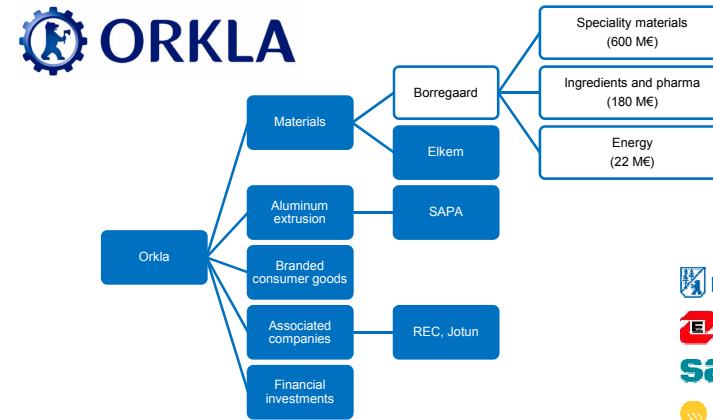 ORKLA
Speciality materials
(600 M€)
Borregaard
Ingredients and pharma
(180 M€)
Materials
Energy
(22 M€)
Elkem
Aluminum
extrusion
SAPA
Orkla
Branded
consumer goods
Associated
companies
REC, Jotun
Financial
investments
E
sa